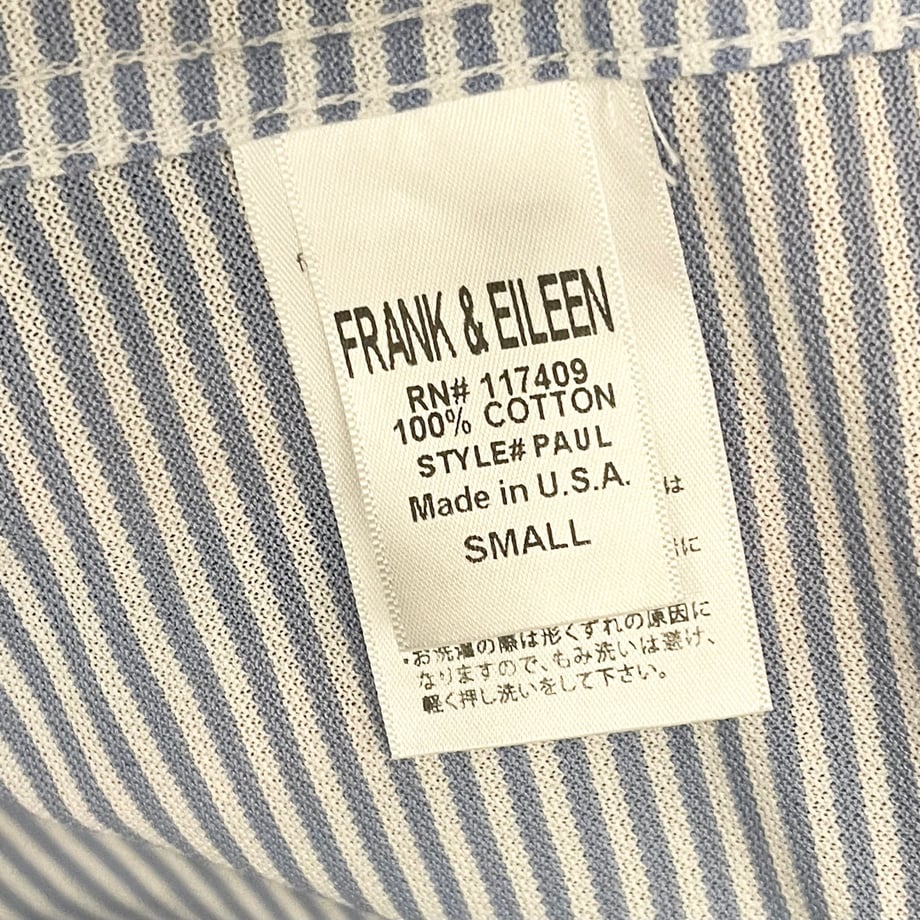 FRANK & EILEEN
RN# 117409
100% COTTON
STYLE# PAUL
Made in U.S.A.
SMALL
は
に
・お洗濯の際は形くずれの原因に
なりますので、もみ洗いは避け、
軽く押し洗いをして下さい。